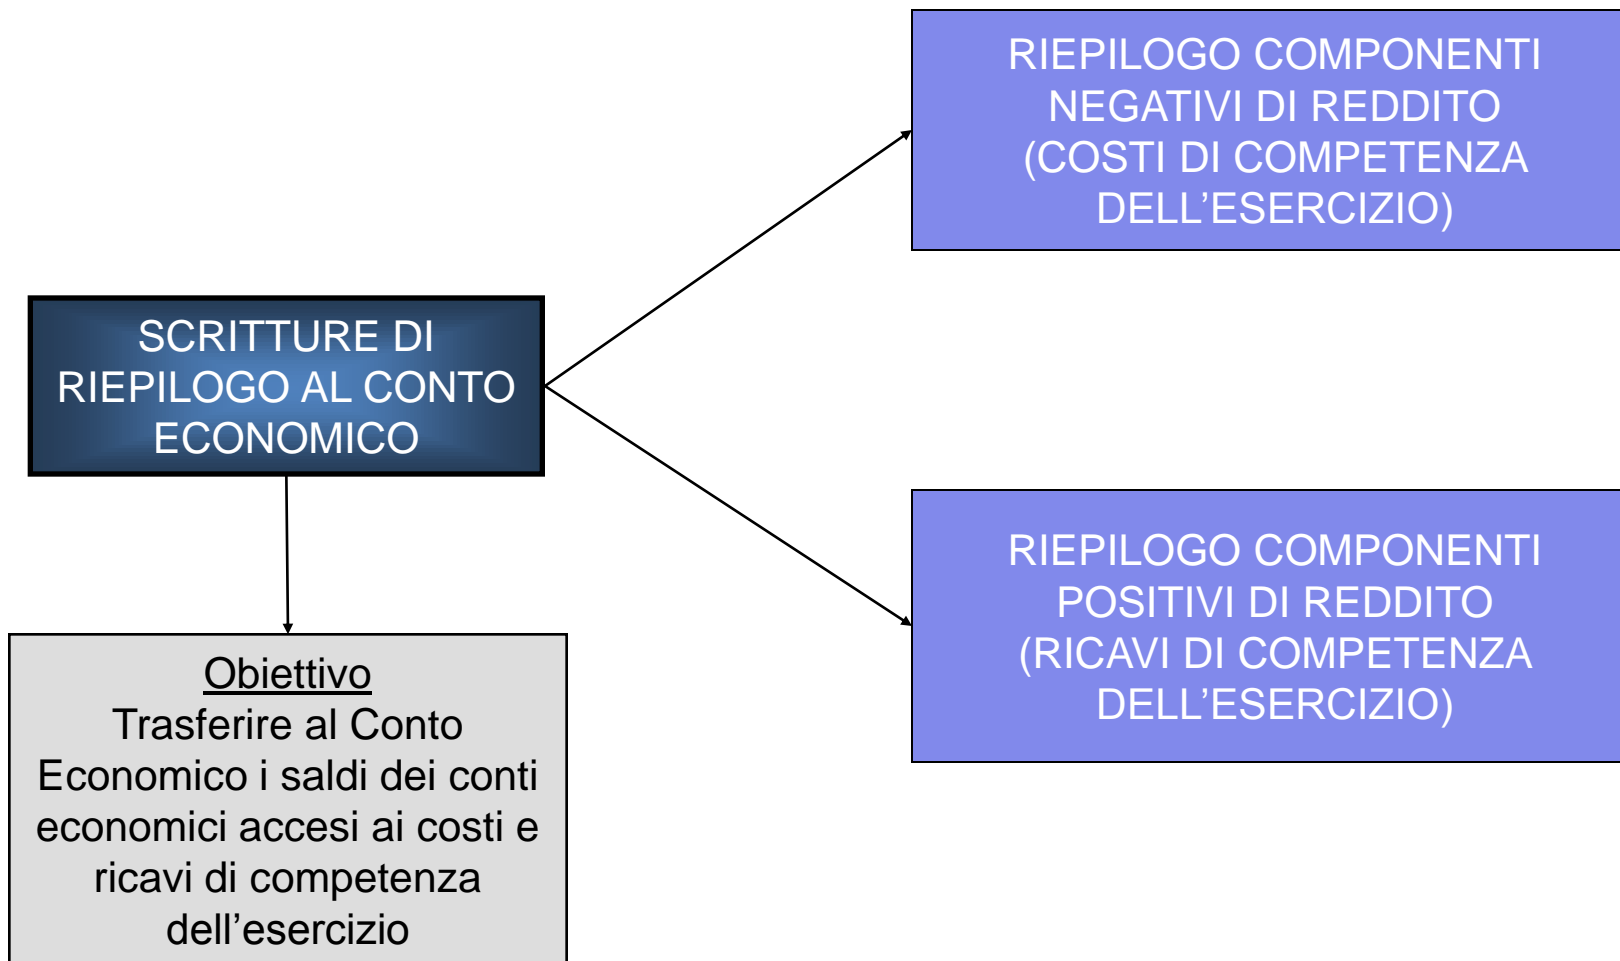 RIEPILOGO COMPONENTI
NEGATIVI DI REDDITO
(COSTI DI COMPETENZA
DELL’ESERCIZIO)
SCRITTURE DI
RIEPILOGO AL CONTO
ECONOMICO
RIEPILOGO COMPONENTI
POSITIVI DI REDDITO
(RICAVI DI COMPETENZA
DELL’ESERCIZIO)
Obiettivo
Trasferire al Conto
Economico i saldi dei conti
economici accesi ai costi e
ricavi di competenza
dell’esercizio